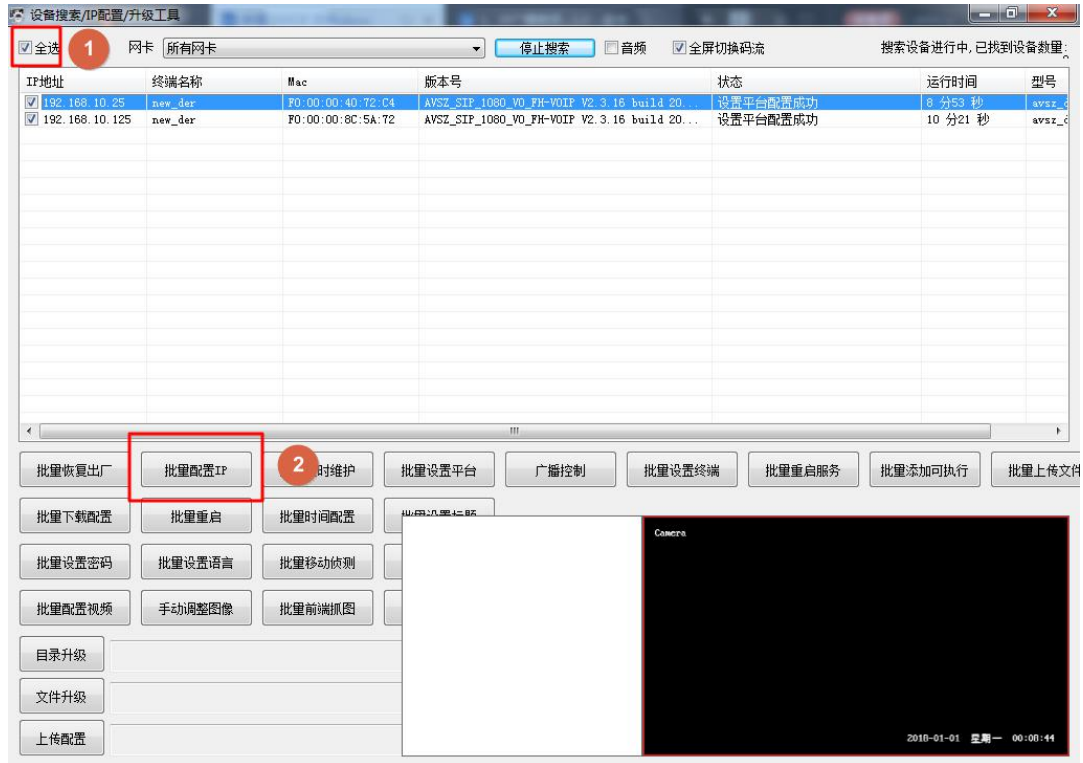 设备搜索/IP配置/升级工具
全选 1 网卡 所有网卡 停止搜索 音频 全屏切换码流 搜索设备进行中,已找到设备数量:
IP地址 终端名称 Mac 版本号 状态 运行时间 型号
192.168.10.25 new_der F0:00:00:40:72:C4 AVSZ_SIP_1080_VO_FH-VOIP V2.3.16 build 20... 设置平台配置成功 8 分53 秒 avsz_
192.168.10.125 new_der F0:00:00:8C:5A:72 AVSZ_SIP_1080_VO_FH-VOIP V2.3.16 build 20... 设置平台配置成功 10 分21 秒 avsz_
批量恢复出厂 批量配置IP 2 时维护 批量设置平台 广播控制 批量设置终端 批量重启服务 批量添加可执行 批量上传文件
批量下载配置 批量重启 批量时间配置 批量设置标题
批量设置密码 批量设置语言 批量移动侦测
批量配置视频 手动调整图像 批量前端抓图
目录升级
文件升级
上传配置
Camera
2018-01-01 星期一 00:08:44